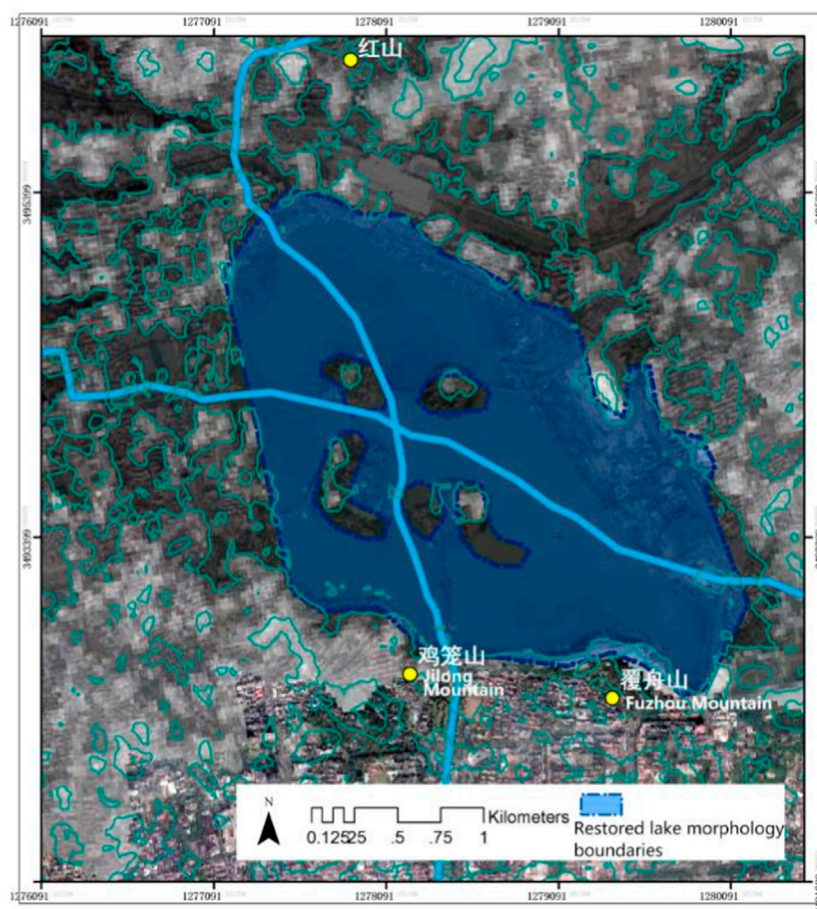 1276091 1277091 1278091 1279091 1280091
红山
3495399
3493399
鸡笼山
Jilong
Mountain
覆舟山
Fuzhou Mountain
N
Kilometers
0.125.25 .5 .75 1
Restored lake morphology
boundaries
1276091 1277091 1278091 1279091 1280091